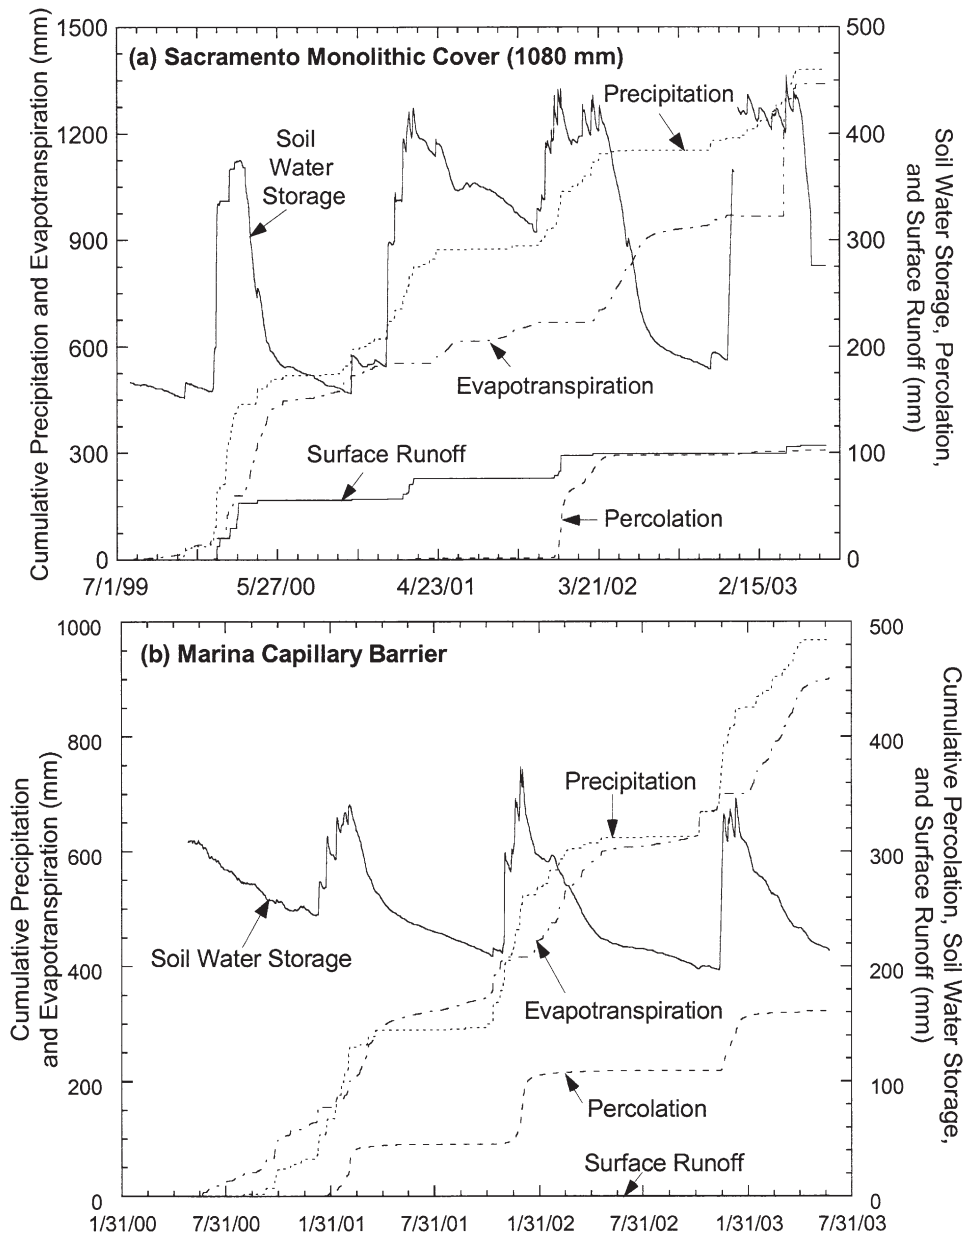 (a) Sacramento Monolithic Cover (1080 mm)
Cumulative Precipitation and Evapotranspiration (mm)
1500
1200
900
600
300
0
500
400
300
200
100
0
Soil Water Storage, Percolation,
and Surface Runoff (mm)
Precipitation
Soil
Water
Storage
Evapotranspiration
Surface Runoff
Percolation
7/1/99 5/27/00 4/23/01 3/21/02 2/15/03
(b) Marina Capillary Barrier
Cumulative Precipitation
and Evapotranspiration (mm)
1000
800
600
400
200
0
500
400
300
200
100
0
Cumulative Percolation, Soil Water Storage,
and Surface Runoff (mm)
Precipitation
Soil Water Storage
Evapotranspiration
Percolation
Surface Runoff
1/31/00 7/31/00 1/31/01 7/31/01 1/31/02 7/31/02 1/31/03 7/31/03